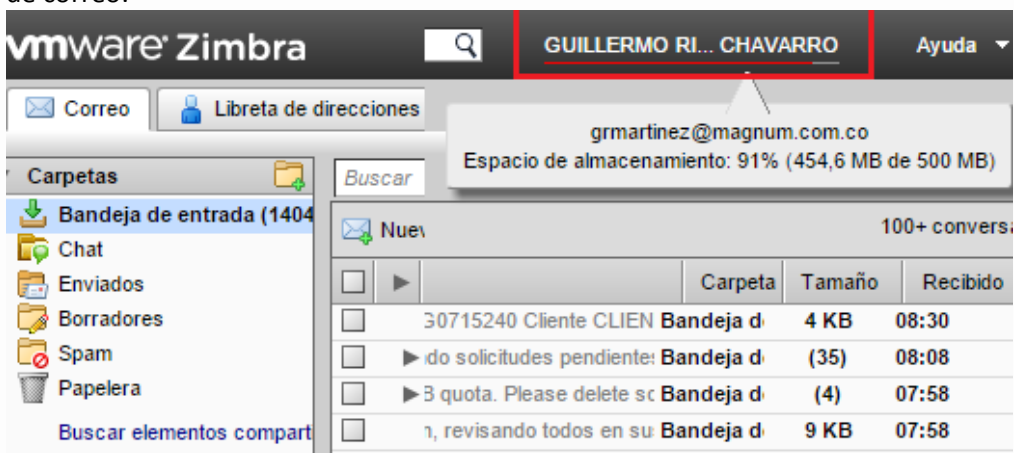 de correo.
vmware Zimbra
GUILLERMO RI... CHAVARRO
Ayuda
Correo
Libreta de direcciones
grmartinez@magnum.com.co
Espacio de almacenamiento: 91% (454,6 MB de 500 MB)
Carpetas
Buscar
Bandeja de entrada (1404
Nuev
100+ conversa
Chat
Enviados
Carpeta Tamaño Recibido
Borradores
G0715240 Cliente CLIEN Bandeja d 4 KB 08:30
Spam
do solicitudes pendientes Bandeja d (35) 08:08
Papelera
B quota. Please delete sc Bandeja d (4) 07:58
Buscar elementos compart
n, revisando todos en su Bandeja d 9 KB 07:58